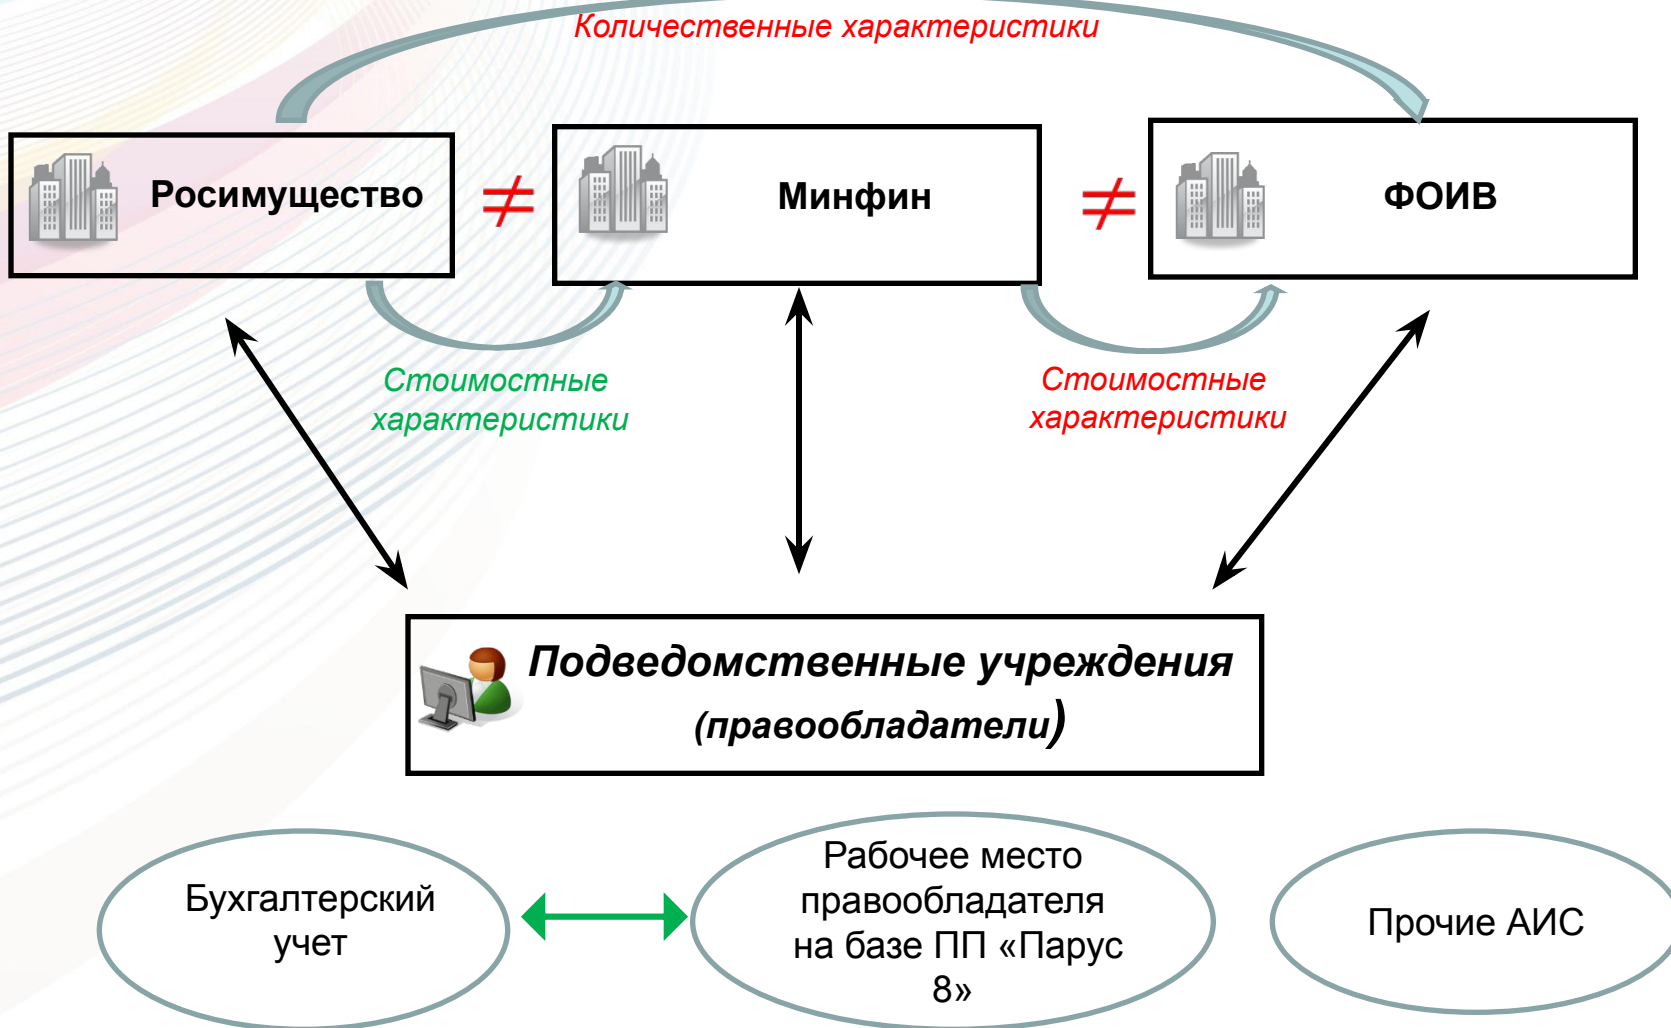 Количественные характеристики
Росимущество
≠
Минфин
≠
ФОИВ
Стоимостные
характеристики
Стоимостные
характеристики
Подведомственные учреждения
(правообладатели)
Бухгалтерский
учет
Рабочее место
правообладателя
на базе ПП «Парус
8»
Прочие АИС